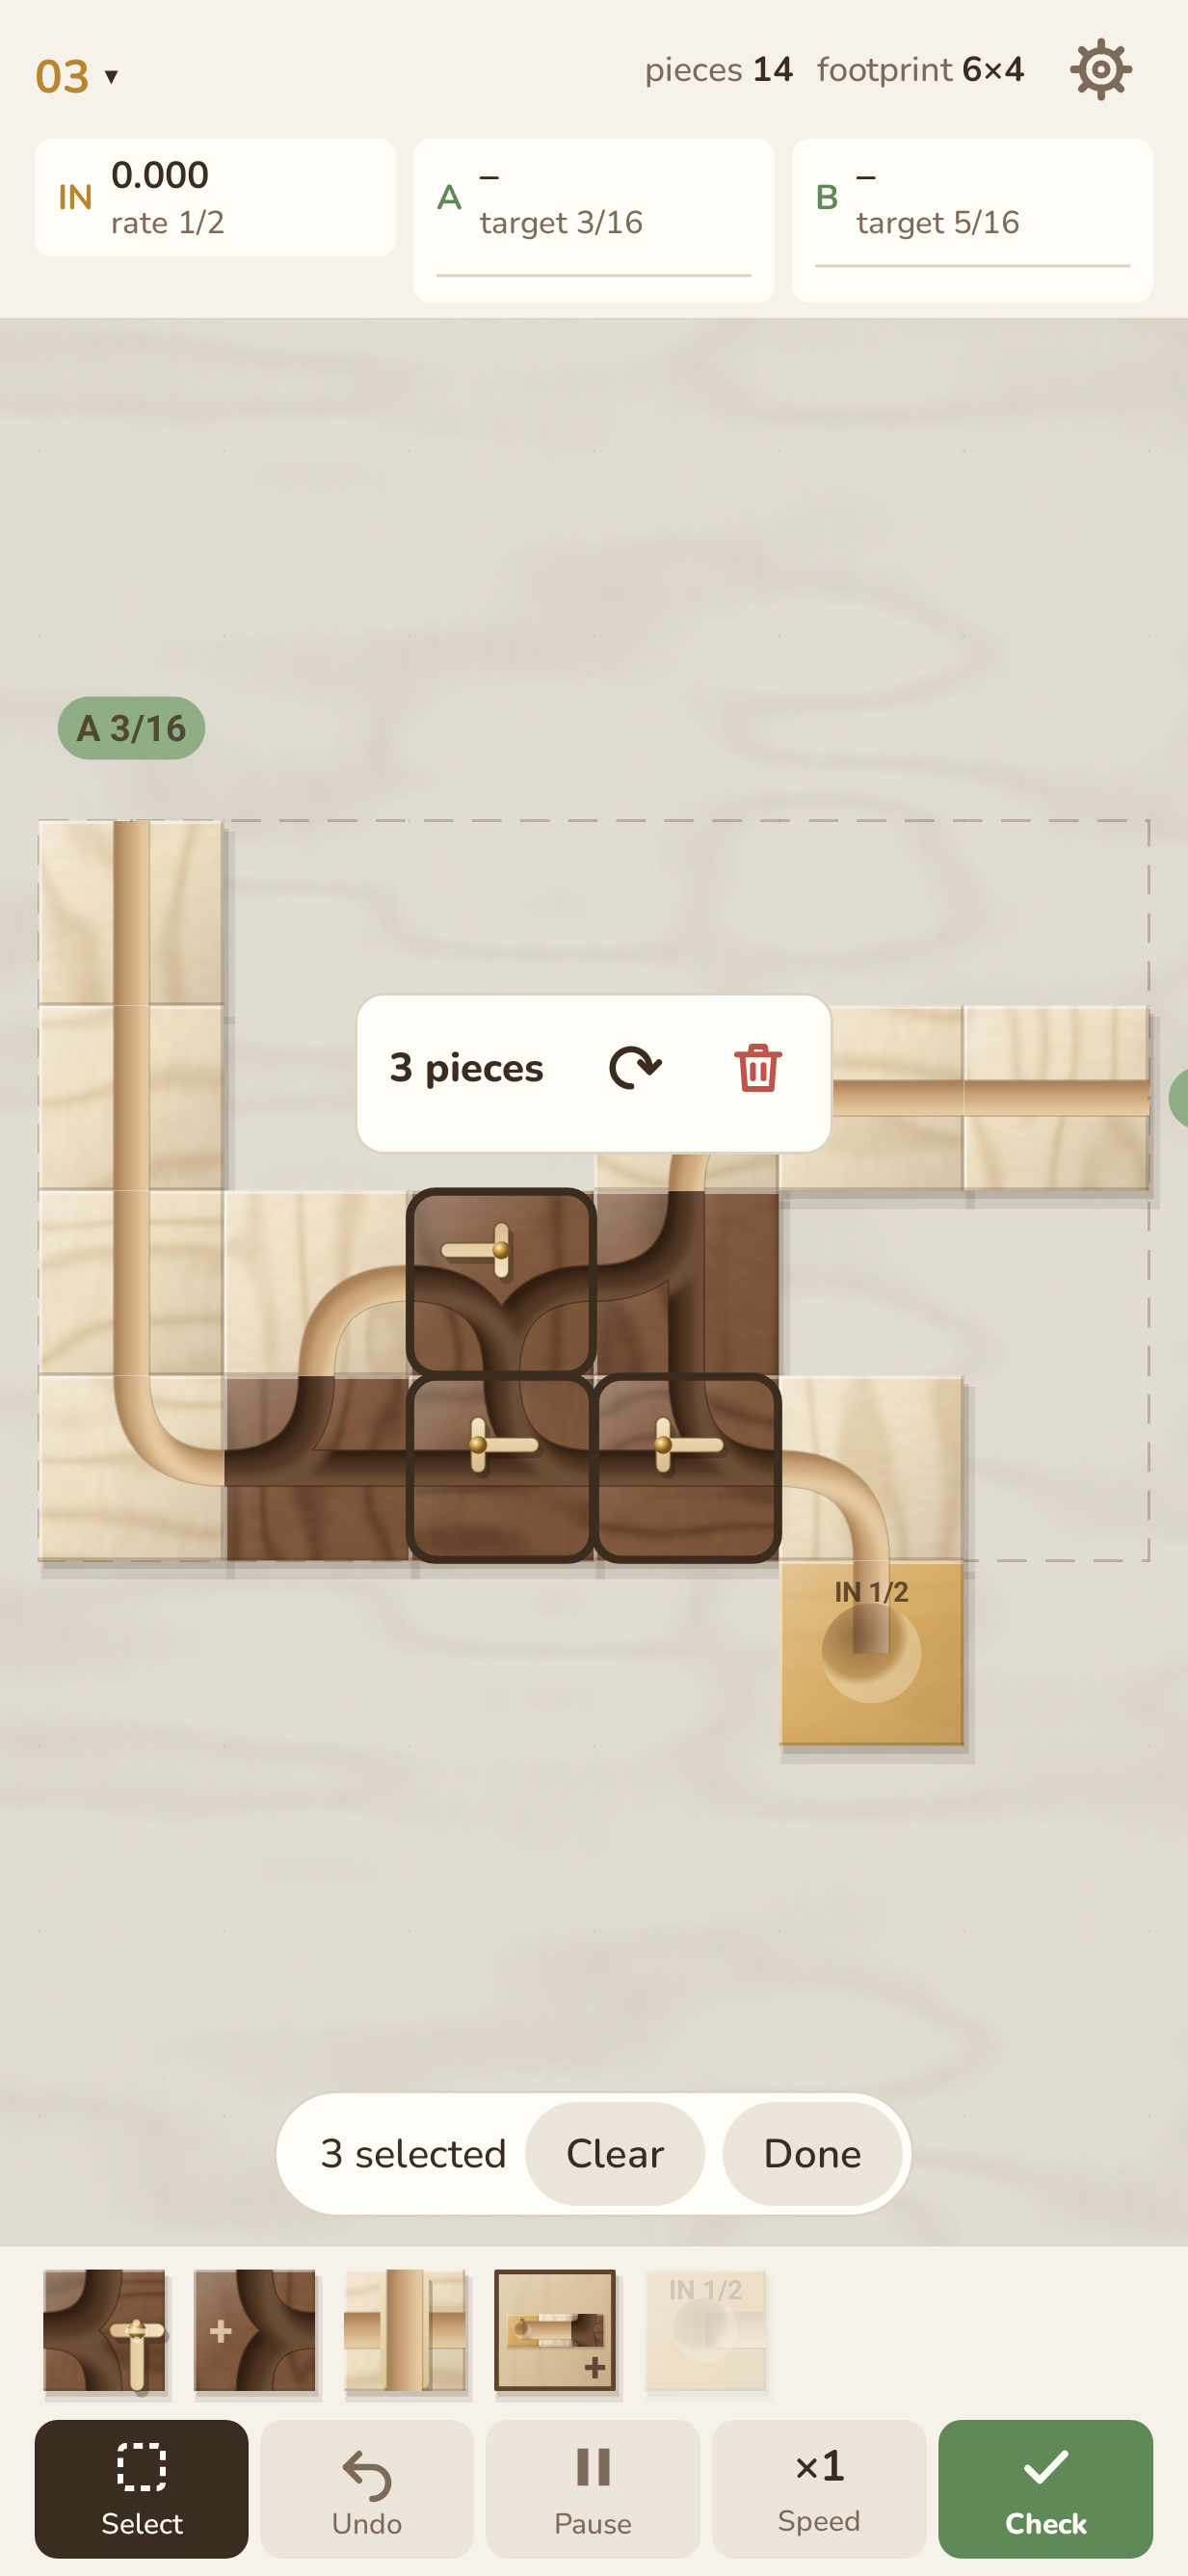 03 ▾
pieces 14 footprint 6×4
IN 0.000
rate 1/2
A –
target 3/16
B –
target 5/16
A 3/16
3 pieces
IN 1/2
3 selected Clear Done
IN 1/2
×1
Select Undo Pause Speed Check